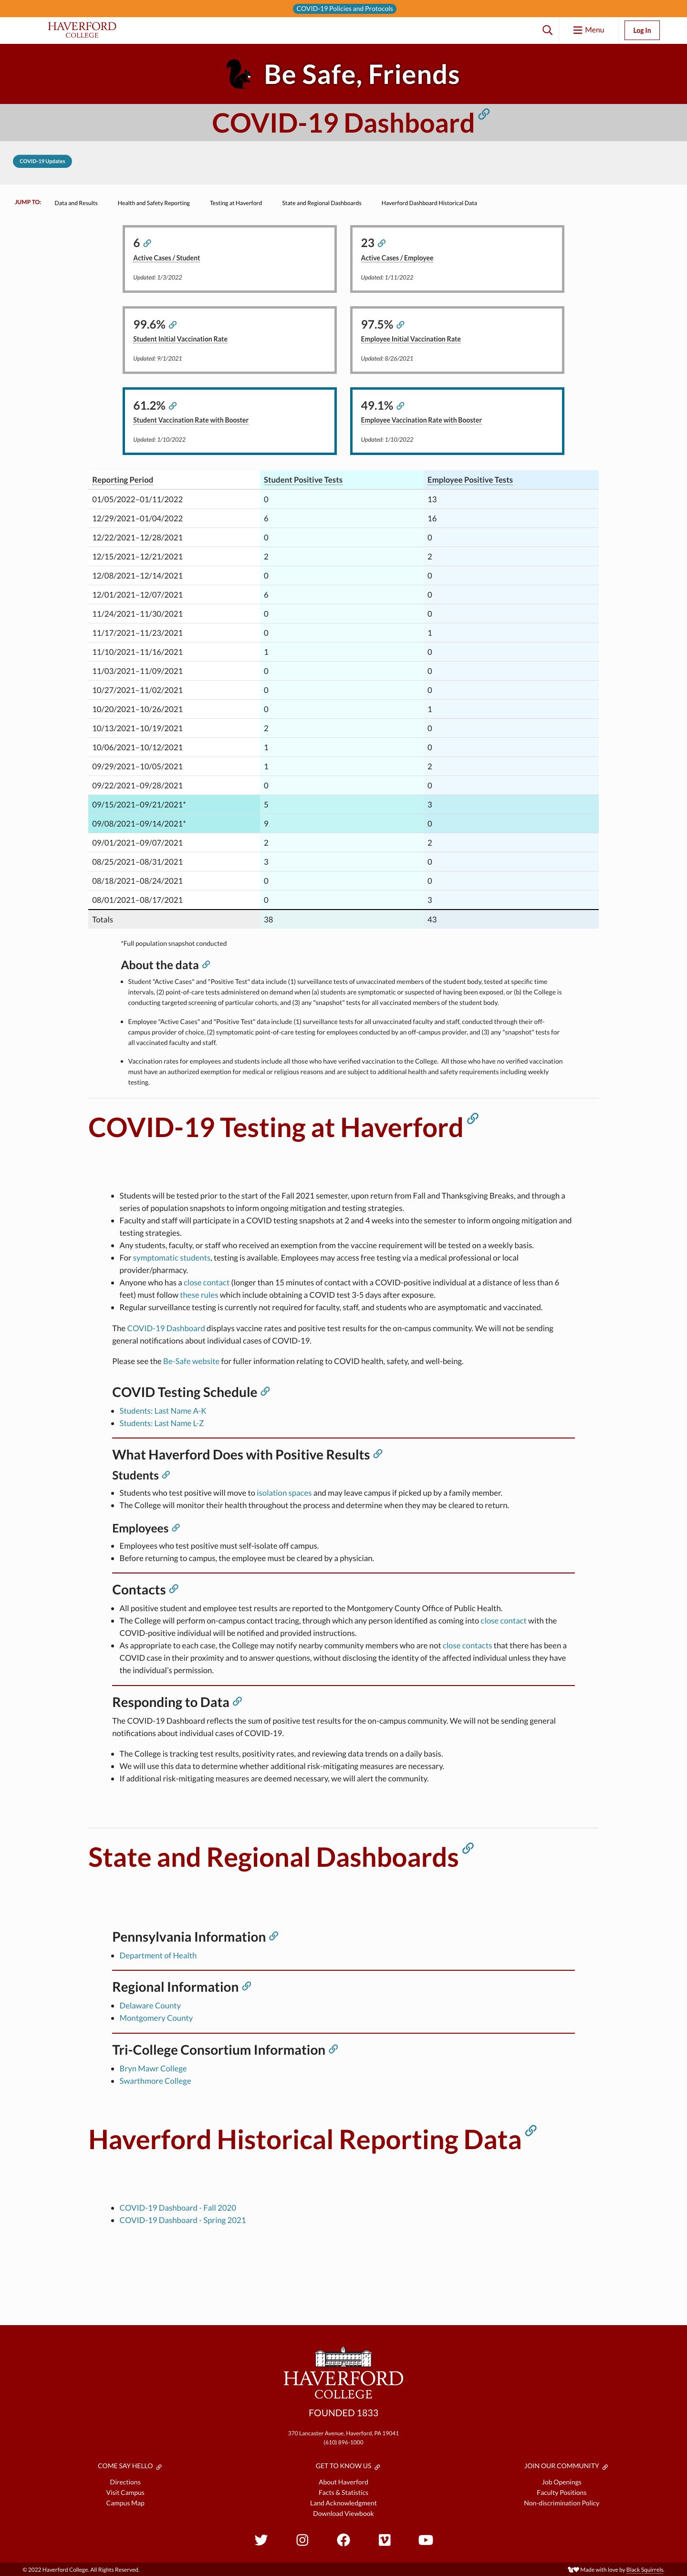 COVID-19 Policies and Protocols
HAVERFORD
COLLEGE
Menu
Log In
Be Safe, Friends
COVID-19 Dashboard
COVID-19 Updates
JUMP TO: Data and Results Health and Safety Reporting Testing at Haverford State and Regional Dashboards Haverford Dashboard Historical Data
6
Active Cases / Student
Updated: 1/3/2022
23
Active Cases / Employee
Updated: 1/11/2022
99.6%
Student Initial Vaccination Rate
Updated: 9/1/2021
97.5%
Employee Initial Vaccination Rate
Updated: 8/26/2021
61.2%
Student Vaccination Rate with Booster
Updated: 1/10/2022
49.1%
Employee Vaccination Rate with Booster
Updated: 1/10/2022
Reporting Period Student Positive Tests Employee Positive Tests
01/05/2022–01/11/2022 0 13
12/29/2021–01/04/2022 6 16
12/22/2021–12/28/2021 0 0
12/15/2021–12/21/2021 2 2
12/08/2021–12/14/2021 0 0
12/01/2021–12/07/2021 6 0
11/24/2021–11/30/2021 0 0
11/17/2021–11/23/2021 0 1
11/10/2021–11/16/2021 1 0
11/03/2021–11/09/2021 0 0
10/27/2021–11/02/2021 0 0
10/20/2021–10/26/2021 0 1
10/13/2021–10/19/2021 2 0
10/06/2021–10/12/2021 1 0
09/29/2021–10/05/2021 1 2
09/22/2021–09/28/2021 0 0
09/15/2021–09/21/2021* 5 3
09/08/2021–09/14/2021* 9 0
09/01/2021–09/07/2021 2 2
08/25/2021–08/31/2021 3 0
08/18/2021–08/24/2021 0 0
08/01/2021–08/17/2021 0 3
Totals 38 43
*Full population snapshot conducted
About the data
Student "Active Cases" and "Positive Test" data include (1) surveillance tests of unvaccinated members of the student body, tested at specific time
intervals, (2) point-of-care tests administered on demand when (a) students are symptomatic or suspected of having been exposed, or (b) the College is
conducting targeted screening of particular cohorts, and (3) any "snapshot" tests for all vaccinated members of the student body.
Employee "Active Cases" and "Positive Test" data include (1) surveillance tests for all unvaccinated faculty and staff, conducted through their off-
campus provider of choice, (2) symptomatic point-of-care testing for employees conducted by an off-campus provider, and (3) any "snapshot" tests for
all vaccinated faculty and staff.
Vaccination rates for employees and students include all those who have verified vaccination to the College. All those who have no verified vaccination
must have an authorized exemption for medical or religious reasons and are subject to additional health and safety requirements including weekly
testing.
COVID-19 Testing at Haverford
Students will be tested prior to the start of the Fall 2021 semester, upon return from Fall and Thanksgiving Breaks, and through a
series of population snapshots to inform ongoing mitigation and testing strategies.
Faculty and staff will participate in a COVID testing snapshots at 2 and 4 weeks into the semester to inform ongoing mitigation and
testing strategies.
Any students, faculty, or staff who received an exemption from the vaccine requirement will be tested on a weekly basis.
For symptomatic students, testing is available. Employees may access free testing via a medical professional or local
provider/pharmacy.
Anyone who has a close contact (longer than 15 minutes of contact with a COVID-positive individual at a distance of less than 6
feet) must follow these rules which include obtaining a COVID test 3-5 days after exposure.
Regular surveillance testing is currently not required for faculty, staff, and students who are asymptomatic and vaccinated.
The COVID-19 Dashboard displays vaccine rates and positive test results for the on-campus community. We will not be sending
general notifications about individual cases of COVID-19.
Please see the Be-Safe website for fuller information relating to COVID health, safety, and well-being.
COVID Testing Schedule
Students: Last Name A-K
Students: Last Name L-Z
What Haverford Does with Positive Results
Students
Students who test positive will move to isolation spaces and may leave campus if picked up by a family member.
The College will monitor their health throughout the process and determine when they may be cleared to return.
Employees
Employees who test positive must self-isolate off campus.
Before returning to campus, the employee must be cleared by a physician.
Contacts
All positive student and employee test results are reported to the Montgomery County Office of Public Health.
The College will perform on-campus contact tracing, through which any person identified as coming into close contact with the
COVID-positive individual will be notified and provided instructions.
As appropriate to each case, the College may notify nearby community members who are not close contacts that there has been a
COVID case in their proximity and to answer questions, without disclosing the identity of the affected individual unless they have
the individual's permission.
Responding to Data
The COVID-19 Dashboard reflects the sum of positive test results for the on-campus community. We will not be sending general
notifications about individual cases of COVID-19.
The College is tracking test results, positivity rates, and reviewing data trends on a daily basis.
We will use this data to determine whether additional risk-mitigating measures are necessary.
If additional risk-mitigating measures are deemed necessary, we will alert the community.
State and Regional Dashboards
Pennsylvania Information
Department of Health
Regional Information
Delaware County
Montgomery County
Tri-College Consortium Information
Bryn Mawr College
Swarthmore College
Haverford Historical Reporting Data
COVID-19 Dashboard - Fall 2020
COVID-19 Dashboard - Spring 2021
HAVERFORD
COLLEGE
FOUNDED 1833
370 Lancaster Avenue, Haverford, PA 19041
(610) 896-1000
COME SAY HELLO
Directions
Visit Campus
Campus Map
GET TO KNOW US
About Haverford
Facts & Statistics
Land Acknowledgment
Download Viewbook
JOIN OUR COMMUNITY
Job Openings
Faculty Positions
Non-discrimination Policy
© 2022 Haverford College. All Rights Reserved.
Made with love by Black Squirrels.